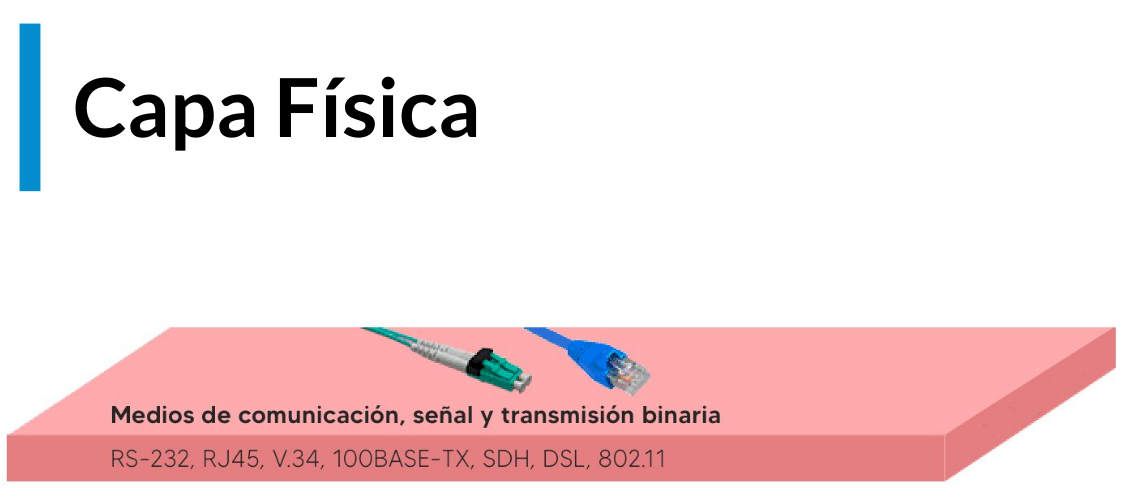 Capa Física
Medios de comunicación, señal y transmisión binaria
RS-232, RJ45, V.34, 100BASE-TX, SDH, DSL, 802.11